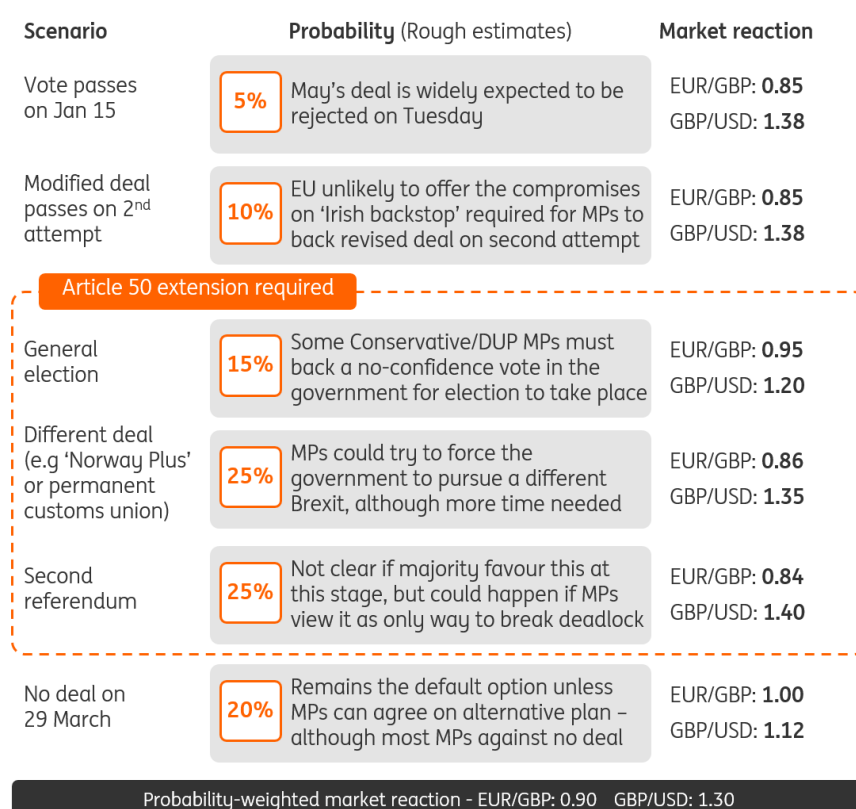 Scenario Probability (Rough estimates) Market reaction
Vote passes
on Jan 15
5%
May's deal is widely expected to be
rejected on Tuesday
EUR/GBP: 0.85
GBP/USD: 1.38
Modified deal
passes on 2nd
attempt
10%
EU unlikely to offer the compromises
on 'Irish backstop' required for MPs to
back revised deal on second attempt
EUR/GBP: 0.85
GBP/USD: 1.38
Article 50 extension required
General
election
15%
Some Conservative/DUP MPs must
back a no-confidence vote in the
government for election to take place
EUR/GBP: 0.95
GBP/USD: 1.20
Different deal
(e.g 'Norway Plus'
or permanent
customs union)
25%
MPs could try to force the
government to pursue a different
Brexit, although more time needed
EUR/GBP: 0.86
GBP/USD: 1.35
Second
referendum
25%
Not clear if majority favour this at
this stage, but could happen if MPs
view it as only way to break deadlock
EUR/GBP: 0.84
GBP/USD: 1.40
No deal on
29 March
20%
Remains the default option unless
MPs can agree on alternative plan –
although most MPs against no deal
EUR/GBP: 1.00
GBP/USD: 1.12
Probability-weighted market reaction - EUR/GBP: 0.90 GBP/USD: 1.30